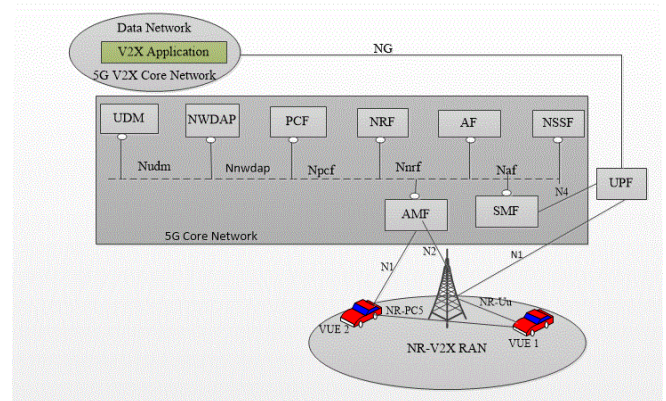 Data Network
V2X Application
NG
5G V2X Core Network
UDM
NWDAP
PCF
NRF
AF
NSSF
Nudm
Nnwdap
Npcf
Nnrf
Naf
N4
UPF
AMF
SMF
5G Core Network
N1
N2
N1
NR-PC5
NR-Uu
VUE 2
VUE 1
NR-V2X RAN